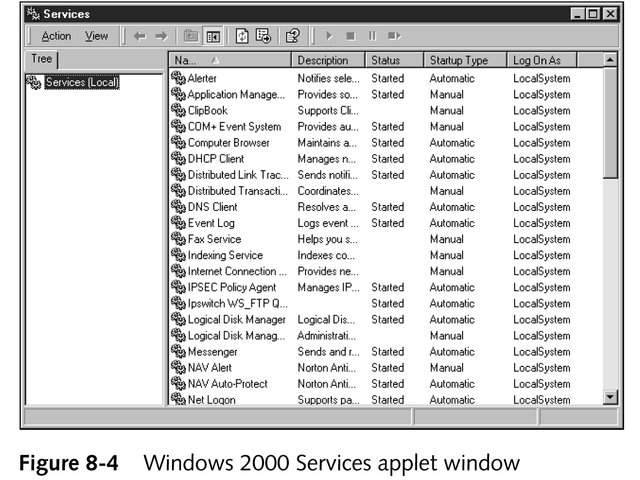 Services
Action View
Tree
Services (Local)
Na... Description Status Startup Type Log On As
Alerter Notifies sele... Started Automatic LocalSystem
Application Manage... Provides so... Started Manual LocalSystem
ClipBook Supports Cli... Manual LocalSystem
COM+ Event System Provides au... Started Manual LocalSystem
Computer Browser Maintains a... Started Automatic LocalSystem
DHCP Client Manages n... Started Automatic LocalSystem
Distributed Link Trac... Sends notifi... Started Automatic LocalSystem
Distributed Transacti... Coordinates... Manual LocalSystem
DNS Client Resolves a... Started Automatic LocalSystem
Event Log Logs event ... Started Automatic LocalSystem
Fax Service Helps you s... Manual LocalSystem
Indexing Service Indexes co... Manual LocalSystem
Internet Connection ... Provides ne... Manual LocalSystem
IPSEC Policy Agent Manages IP... Started Automatic LocalSystem
Ipswitch WS_FTP Q... Started Automatic LocalSystem
Logical Disk Manager Logical Dis... Started Automatic LocalSystem
Logical Disk Manag... Administrati... Manual LocalSystem
Messenger Sends and r... Started Automatic LocalSystem
NAV Alert Norton Anti... Started Manual LocalSystem
NAV Auto-Protect Norton Anti... Started Automatic LocalSystem
Net Logon Supports pa... Started Automatic LocalSystem
Figure 8-4 Windows 2000 Services applet window